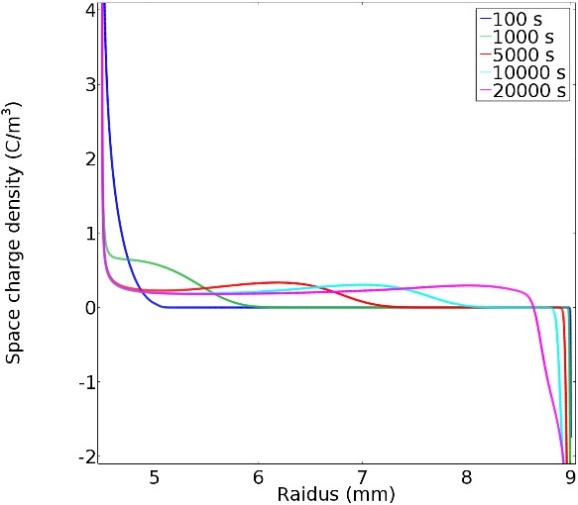 Space charge density (C/m³)
4
3
2
1
0
-1
-2
100 s
1000 s
5000 s
10000 s
20000 s
5 6 7 8 9
Raidus (mm)